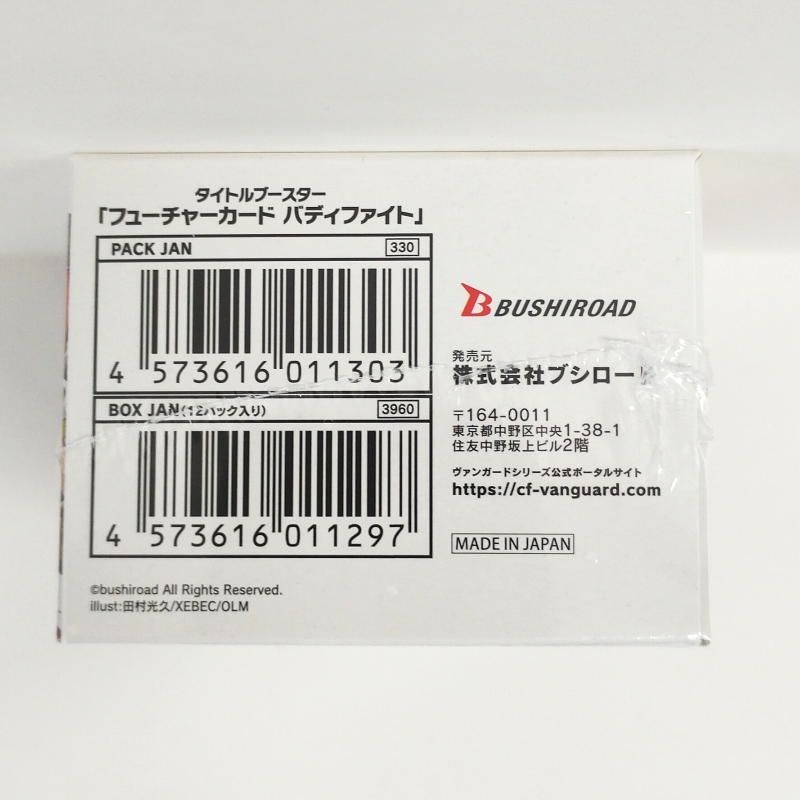 タイトルブースター
「フューチャーカード バディファイト」
PACK JAN 330
4 573616 011303
BOX JAN(12パック入り) 3960
4 573616 011297
©bushiroad All Rights Reserved.
illust:田村光久/XEBEC/OLM
BUSHIROAD
発売元
株式会社ブシロード
〒164-0011
東京都中野区中央1-38-1
住友中野坂上ビル2階
ヴァンガードシリーズ公式ポータルサイト
https://cf-vanguard.com
MADE IN JAPAN